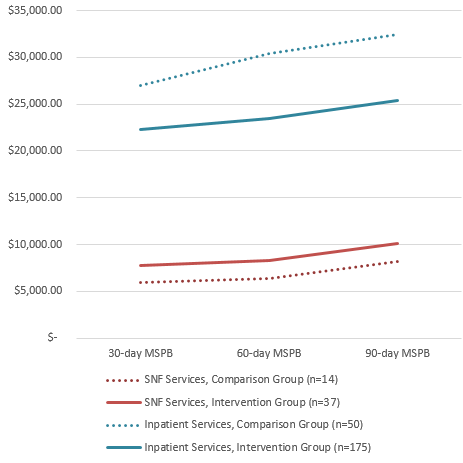 $35,000.00
$30,000.00
$25,000.00
$20,000.00
$15,000.00
$10,000.00
$5,000.00
$-
30-day MSPB 60-day MSPB 90-day MSPB
SNF Services, Comparison Group (n=14)
SNF Services, Intervention Group (n=37)
Inpatient Services, Comparison Group (n=50)
Inpatient Services, Intervention Group (n=175)